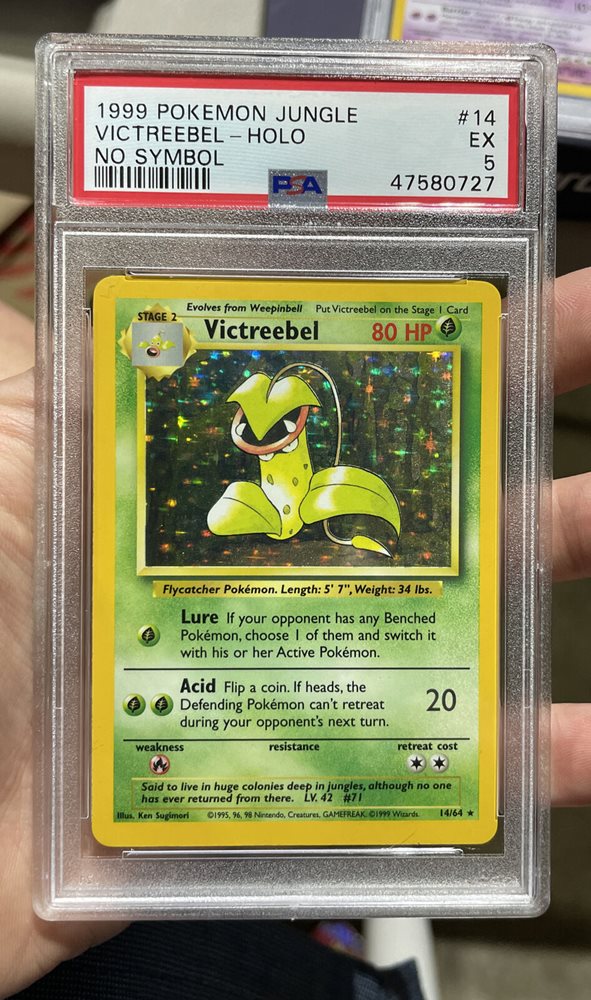 1999 POKEMON JUNGLE #14
VICTREEBEL - HOLO EX
NO SYMBOL 5
PSA 47580727
Evolves from Weepinbell Put Victreebel on the Stage 1 Card
STAGE 2
Victreebel 80 HP
Flycatcher Pokémon. Length: 5' 7", Weight: 34 lbs.
Lure If your opponent has any Benched
Pokémon, choose 1 of them and switch it
with his or her Active Pokémon.
Acid Flip a coin. If heads, the
Defending Pokémon can't retreat 20
during your opponent's next turn.
weakness resistance retreat cost
Said to live in huge colonies deep in jungles, although no one
has ever returned from there. LV. 42 #71
Illus. Ken Sugimori ©1995, 96, 98 Nintendo, Creatures, GAMEFREAK. ©1999 Wizards. 14/64 ★